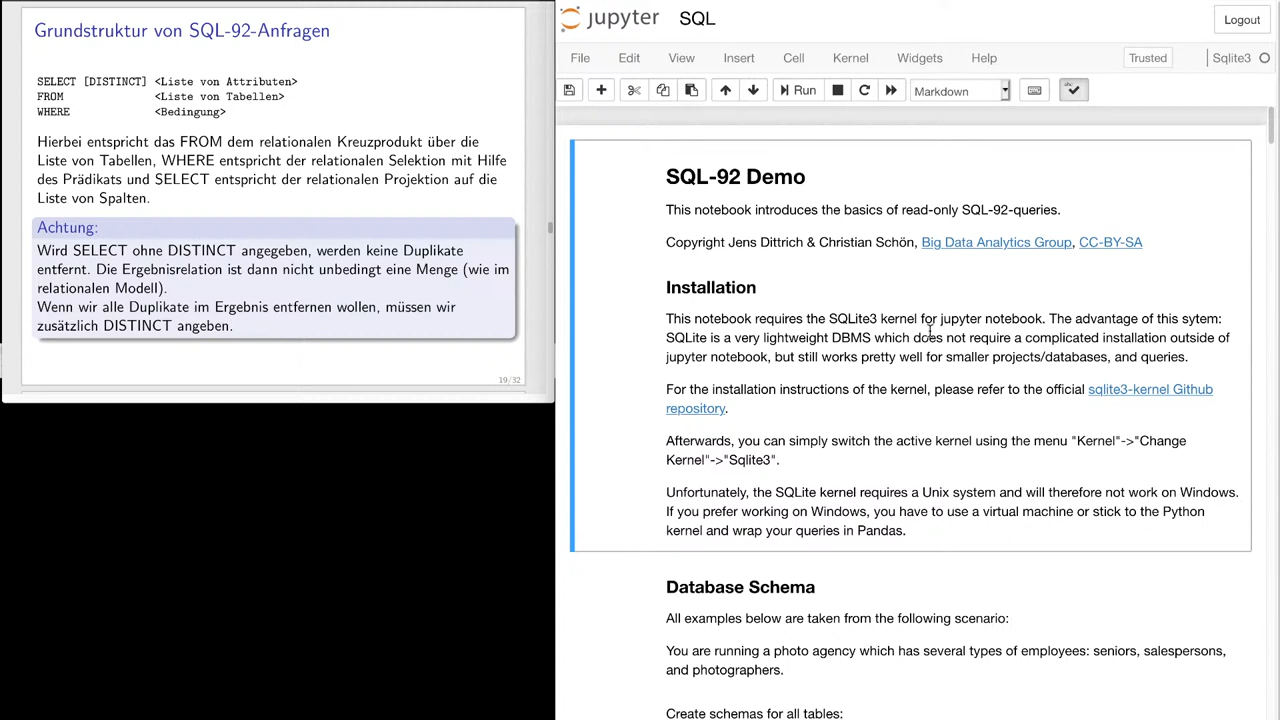 Grundstruktur von SQL-92-Anfragen
SELECT [DISTINCT] <Liste von Attributen>
FROM <Liste von Tabellen>
WHERE <Bedingung>
Hierbei entspricht das FROM dem relationalen Kreuzprodukt über die
Liste von Tabellen, WHERE entspricht der relationalen Selektion mit Hilfe
des Prädikats und SELECT entspricht der relationalen Projektion auf die
Liste von Spalten.
Achtung:
Wird SELECT ohne DISTINCT angegeben, werden keine Duplikate
entfernt. Die Ergebnisrelation ist dann nicht unbedingt eine Menge (wie im
relationalen Modell).
Wenn wir alle Duplikate im Ergebnis entfernen wollen, müssen wir
zusätzlich DISTINCT angeben.
19/32
jupyter SQL
Logout
File Edit View Insert Cell Kernel Widgets Help
Trusted
Sqlite3
Run
Markdown
SQL-92 Demo
This notebook introduces the basics of read-only SQL-92-queries.
Copyright Jens Dittrich & Christian Schön, Big Data Analytics Group, CC-BY-SA
Installation
This notebook requires the SQLite3 kernel for jupyter notebook. The advantage of this sytem:
SQLite is a very lightweight DBMS which does not require a complicated installation outside of
jupyter notebook, but still works pretty well for smaller projects/databases, and queries.
For the installation instructions of the kernel, please refer to the official sqlite3-kernel Github
repository.
Afterwards, you can simply switch the active kernel using the menu "Kernel"->"Change
Kernel"->"Sqlite3".
Unfortunately, the SQLite kernel requires a Unix system and will therefore not work on Windows.
If you prefer working on Windows, you have to use a virtual machine or stick to the Python
kernel and wrap your queries in Pandas.
Database Schema
All examples below are taken from the following scenario:
You are running a photo agency which has several types of employees: seniors, salespersons,
and photographers.
Create schemas for all tables: